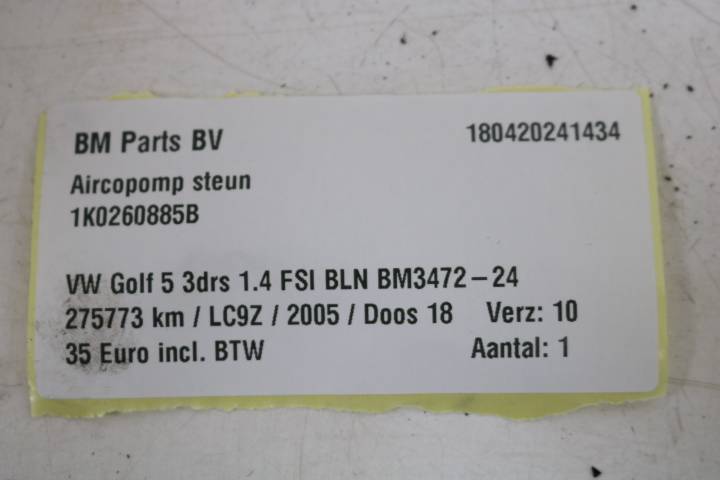 BM Parts BV 180420241434
Aircopomp steun
1K0260885B
VW Golf 5 3drs 1.4 FSI BLN BM3472-24
275773 km / LC9Z / 2005 / Doos 18 Verz: 10
35 Euro incl. BTW Aantal: 1